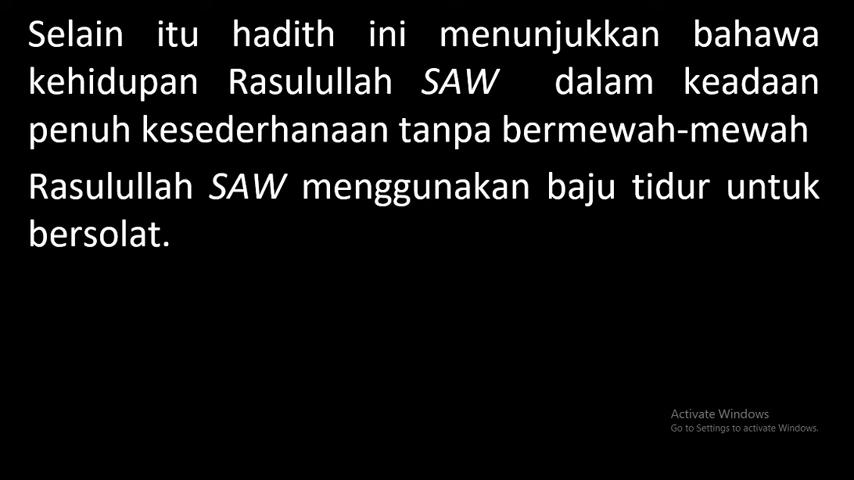 Selain itu hadith ini menunjukkan bahawa
kehidupan Rasulullah SAW dalam keadaan
penuh kesederhanaan tanpa bermewah-mewah
Rasulullah SAW menggunakan baju tidur untuk
bersolat.
Activate Windows
Go to Settings to activate Windows.